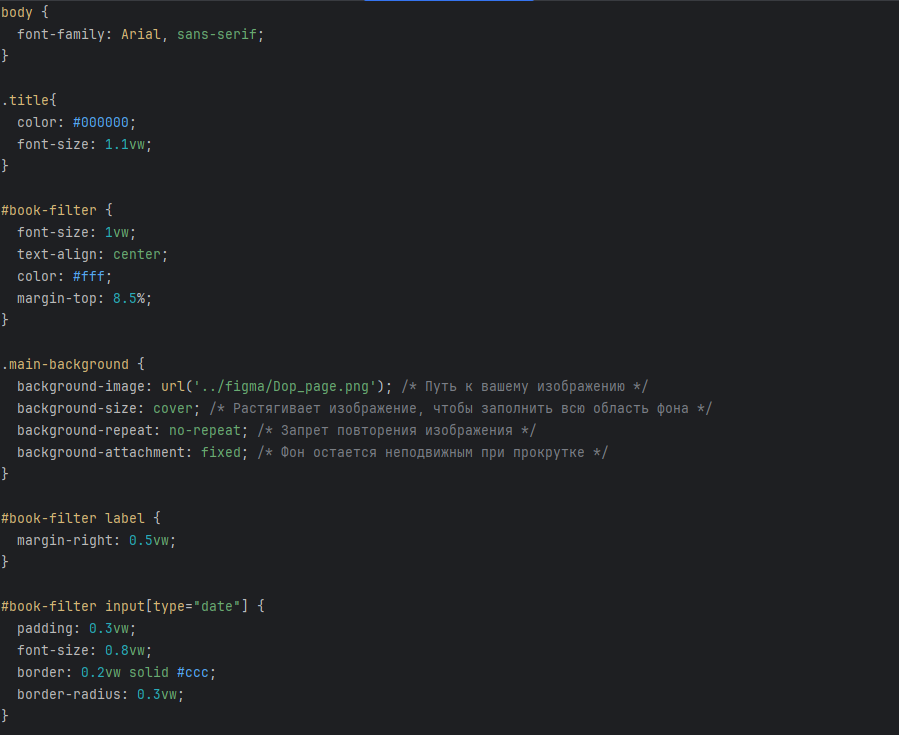 body {
  font-family: Arial, sans-serif;
}

.title{
  color: #000000;
  font-size: 1.1vw;
}

#book-filter {
  font-size: 1vw;
  text-align: center;
  color: #fff;
  margin-top: 8.5%;
}

.main-background {
  background-image: url('../figma/Dop_page.png'); /* Путь к вашему изображению */
  background-size: cover; /* Растягивает изображение, чтобы заполнить всю область фона */
  background-repeat: no-repeat; /* Запрет повторения изображения */
  background-attachment: fixed; /* Фон остается неподвижным при прокрутке */
}

#book-filter label {
  margin-right: 0.5vw;
}

#book-filter input[type="date"] {
  padding: 0.3vw;
  font-size: 0.8vw;
  border: 0.2vw solid #ccc;
  border-radius: 0.3vw;
}